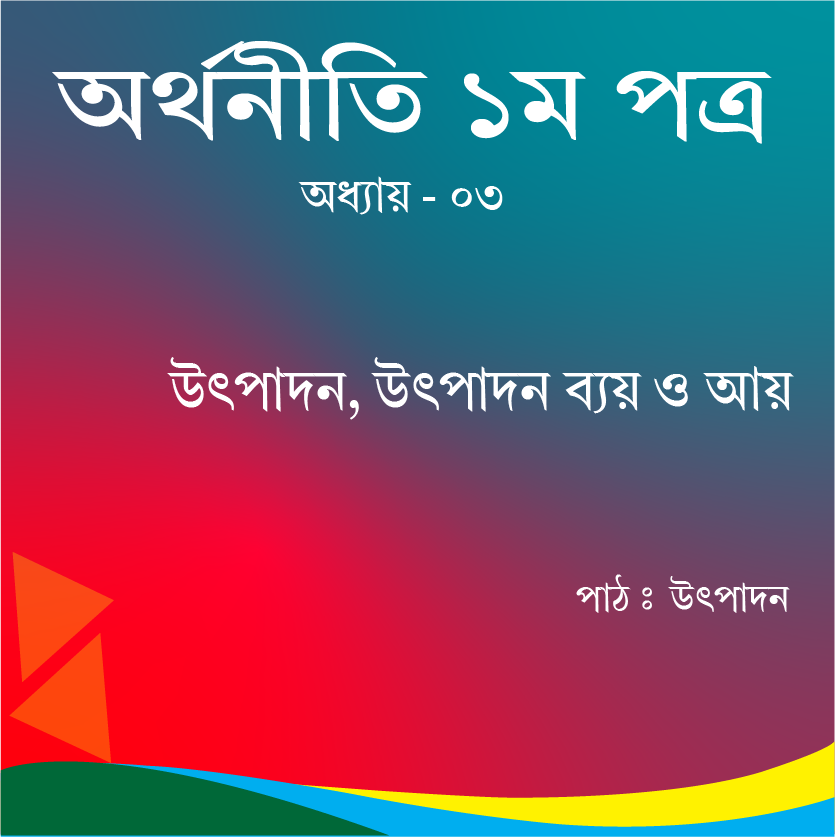 অর্থনীতি ১ম পত্র
অধ্যায় - ০৩
উৎপাদন, উৎপাদন ব্যয় ও আয়
পাঠ ঃ উৎপাদন